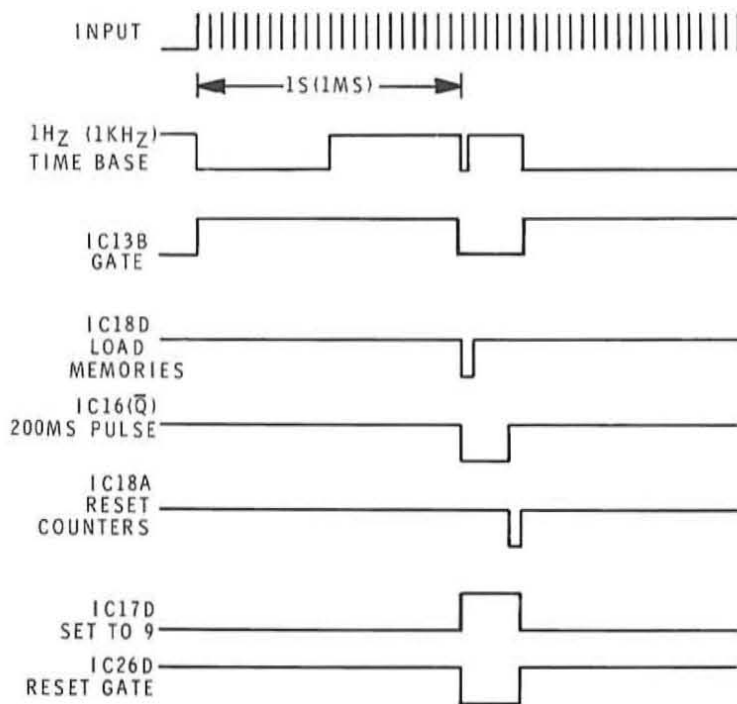 INPUT
1S(1MS)
1HZ (1KHZ)
TIME BASE
IC13B
GATE
IC18D
LOAD
MEMORIES
IC16(Q̅)
200MS PULSE
IC18A
RESET
COUNTERS
IC17D
SET TO 9
IC26D
RESET GATE